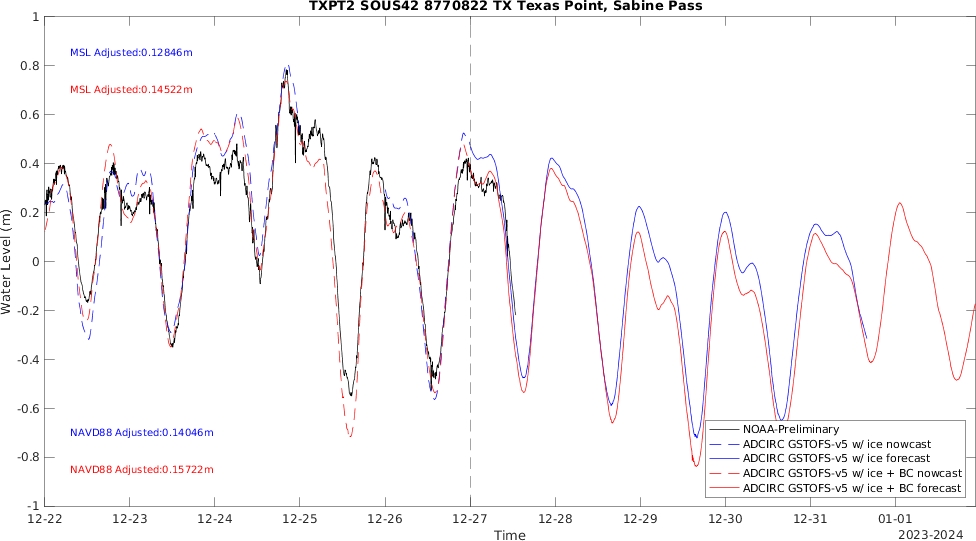 TXPT2 SOUS42 8770822 TX Texas Point, Sabine Pass
1
0.8
0.6
0.4
0.2
0
-0.2
-0.4
-0.6
-0.8
-1
Water Level (m)
MSL Adjusted:0.12846m
MSL Adjusted:0.14522m
NAVD88 Adjusted:0.14046m
NAVD88 Adjusted:0.15722m
NOAA-Preliminary
ADCIRC GSTOFS-v5 w/ ice nowcast
ADCIRC GSTOFS-v5 w/ ice forecast
ADCIRC GSTOFS-v5 w/ ice + BC nowcast
ADCIRC GSTOFS-v5 w/ ice + BC forecast
12-22 12-23 12-24 12-25 12-26 12-27 12-28 12-29 12-30 12-31 01-01
Time
2023-2024